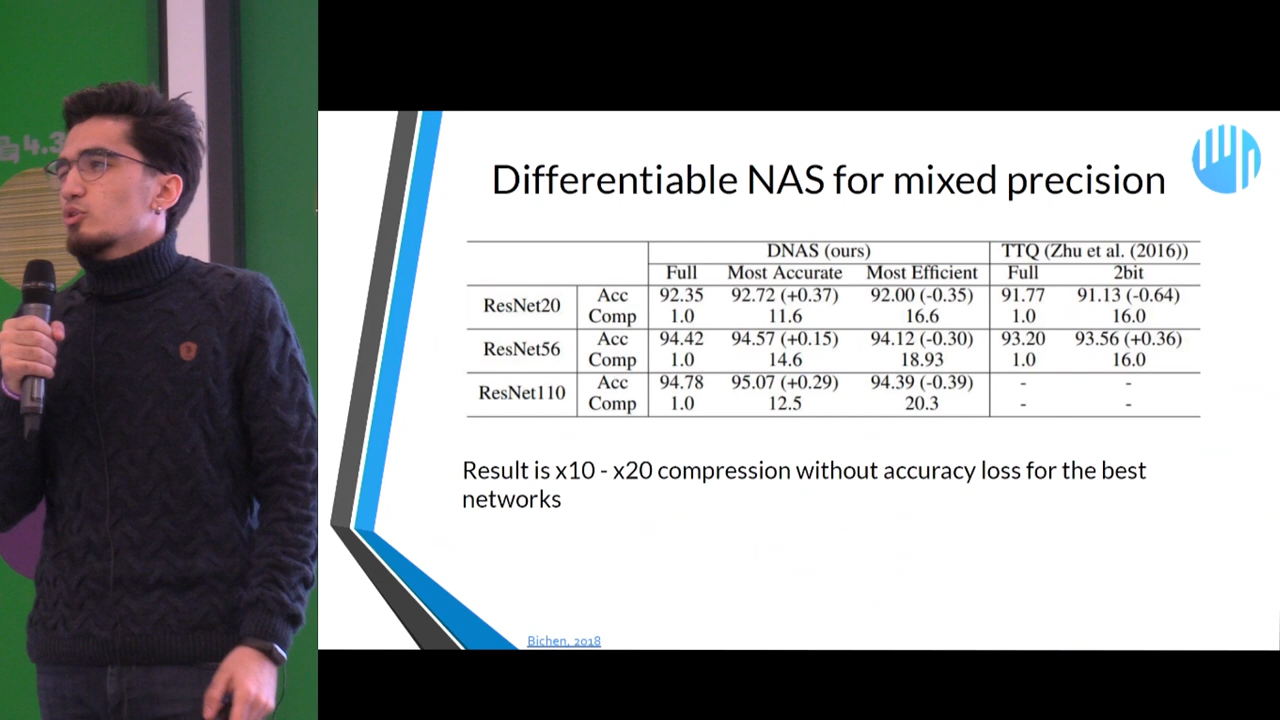 4.3
Differentiable NAS for mixed precision
DNAS (ours) TTQ (Zhu et al. (2016))
Full Most Accurate Most Efficient Full 2bit
ResNet20 Acc 92.35 92.72 (+0.37) 92.00 (-0.35) 91.77 91.13 (-0.64)
Comp 1.0 11.6 16.6 1.0 16.0
ResNet56 Acc 94.42 94.57 (+0.15) 94.12 (-0.30) 93.20 93.56 (+0.36)
Comp 1.0 14.6 18.93 1.0 16.0
ResNet110 Acc 94.78 95.07 (+0.29) 94.39 (-0.39) - -
Comp 1.0 12.5 20.3 - -
Result is x10 - x20 compression without accuracy loss for the best
networks
Bichen, 2018